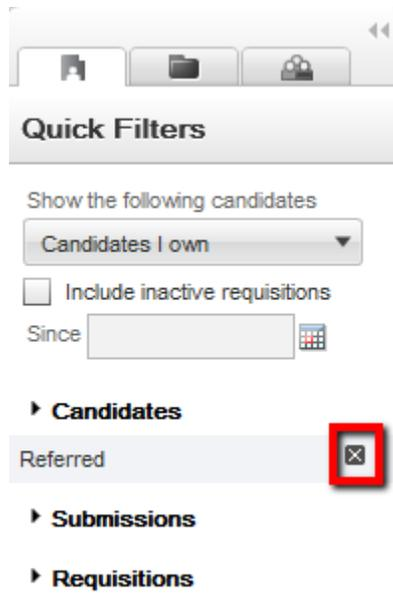 Quick Filters
Show the following candidates
Candidates I own
Include inactive requisitions
Since
Candidates
Referred
Submissions
Requisitions